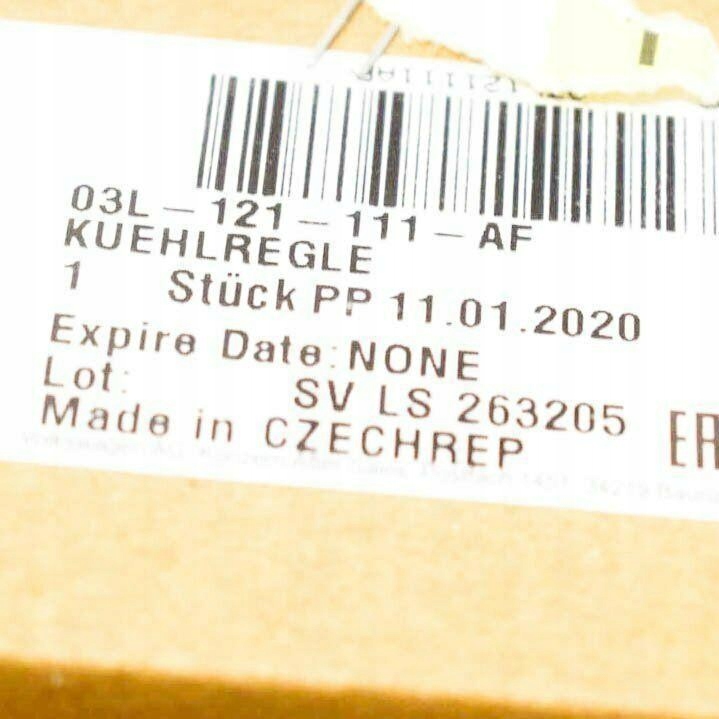 03L-121-111-AF
KUEHLREGLE
1 Stück PP 11.01.2020
Expire Date: NONE
Lot: SV LS 263205
Made in CZECHREP